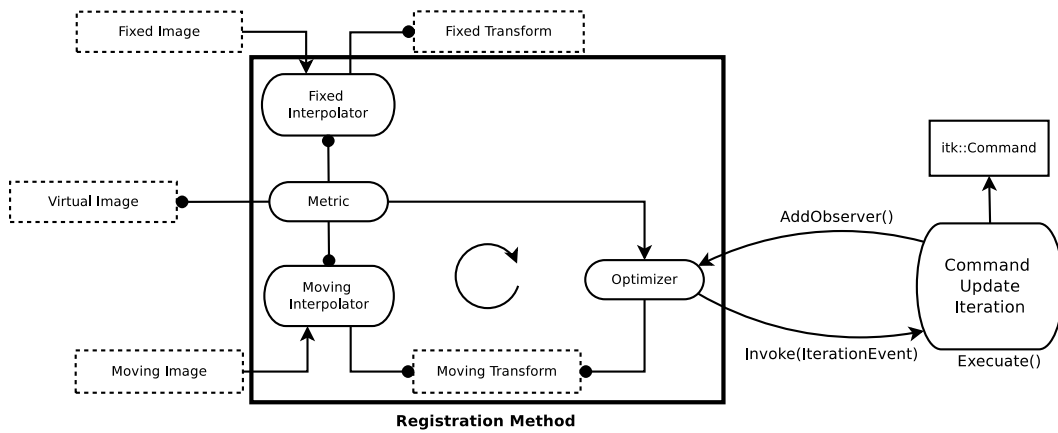 Fixed Image
Fixed Transform
Fixed
Interpolator
itk::Command
Virtual Image
Metric
AddObserver()
Moving
Interpolator
Optimizer
Command
Update
Iteration
Invoke(IterationEvent)
Execuate()
Moving Image
Moving Transform
Registration Method